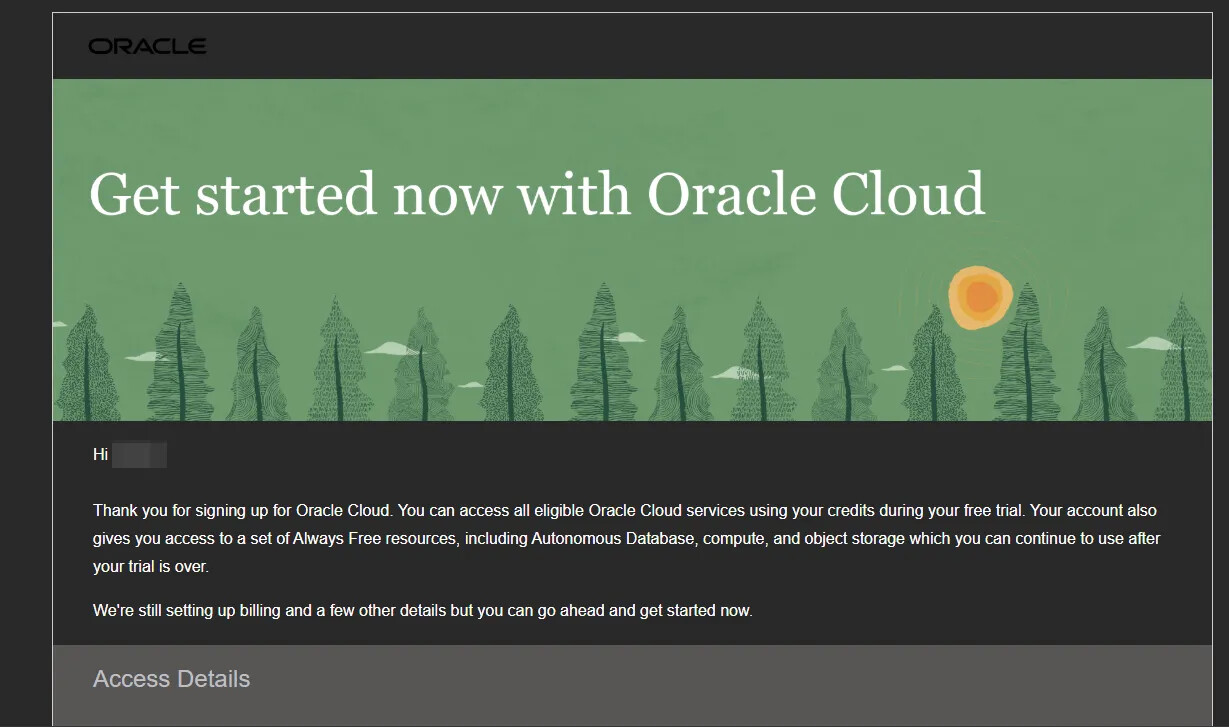 ORACLE
Get started now with Oracle Cloud
Hi
Thank you for signing up for Oracle Cloud. You can access all eligible Oracle Cloud services using your credits during your free trial. Your account also
gives you access to a set of Always Free resources, including Autonomous Database, compute, and object storage which you can continue to use after
your trial is over.
We're still setting up billing and a few other details but you can go ahead and get started now.
Access Details